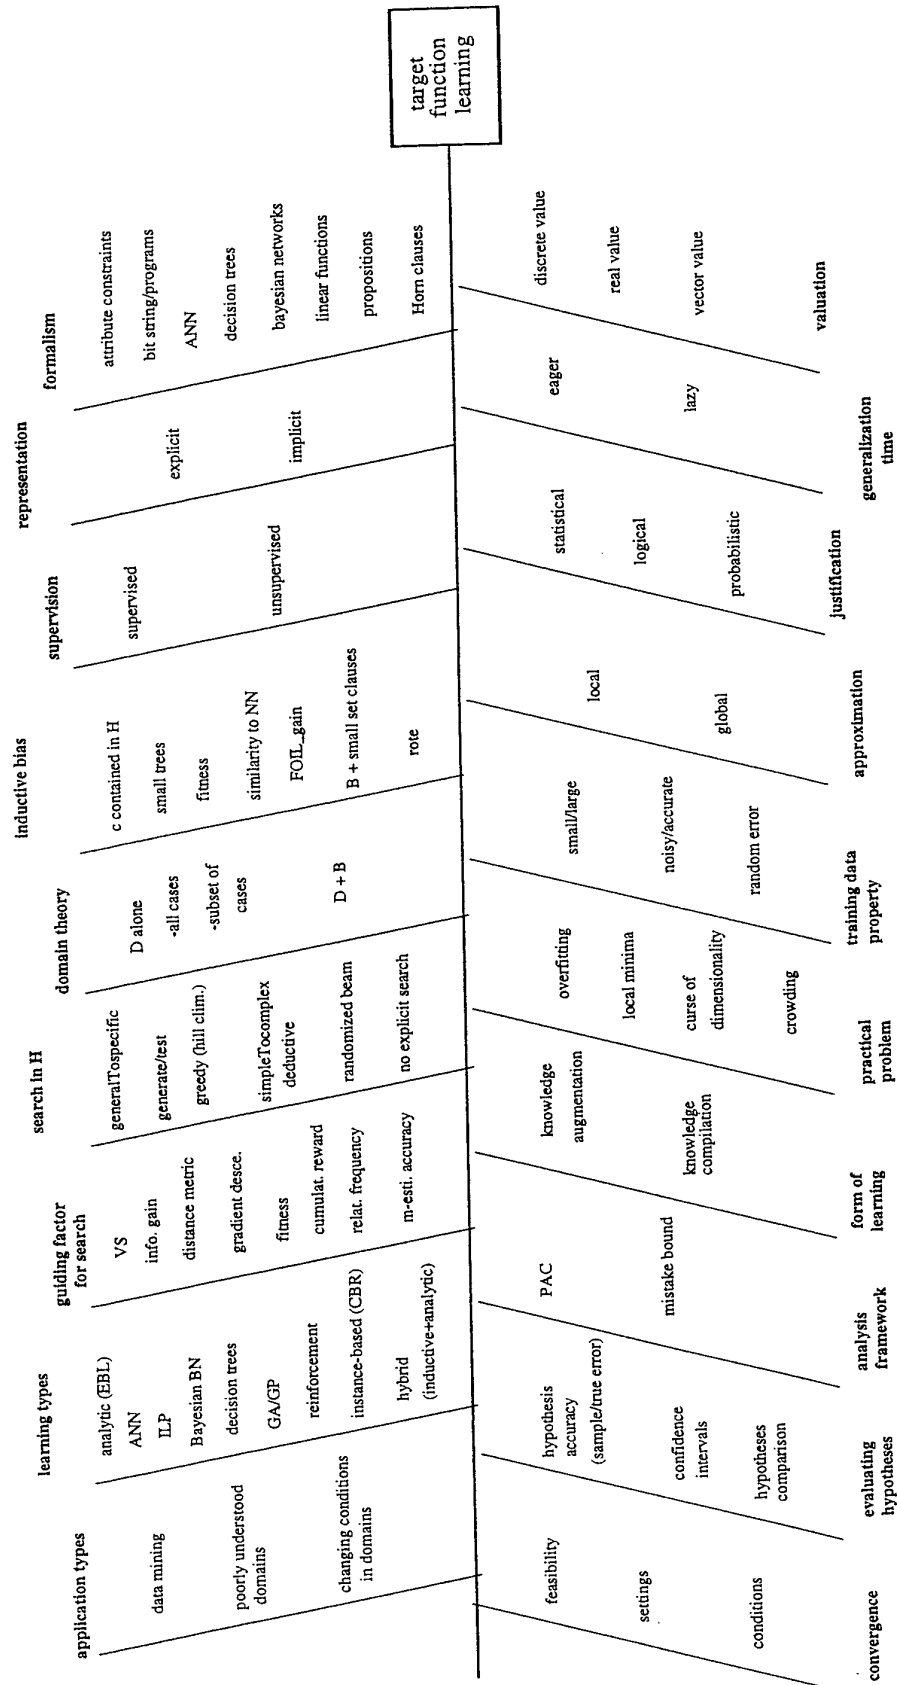 target
function
learning
application types
data mining
poorly understood
domains
changing conditions
in domains
learning types
analytic (EBL)
ANN
ILP
Bayesian BN
decision trees
GA/GP
reinforcement
instance-based (CBR)
hybrid
(inductive+analytic)
guiding factor
for search
VS
info. gain
distance metric
gradient desce.
fitness
cumulat. reward
relat. frequency
m-esti. accuracy
search in H
generalTospecific
generate/test
greedy (hill clim.)
simpleTocomplex
deductive
randomized beam
no explicit search
domain theory
D alone
-all cases
-subset of
cases
D + B
inductive bias
c contained in H
small trees
fitness
similarity to NN
FOIL_gain
B + small set clauses
rote
supervision
supervised
unsupervised
representation
explicit
implicit
formalism
attribute constraints
bit string/programs
ANN
decision trees
bayesian networks
linear functions
propositions
Horn clauses
feasibility
settings
conditions
convergence
hypothesis
accuracy
(sample/true error)
confidence
intervals
hypotheses
comparison
evaluating
hypotheses
PAC
mistake bound
analysis
framework
knowledge
augmentation
knowledge
compilation
form of
learning
overfitting
local minima
curse of
dimensionality
crowding
practical
problem
small/large
noisy/accurate
random error
training data
property
local
global
approximation
statistical
logical
probabilistic
justification
eager
lazy
generalization
time
discrete value
real value
vector value
valuation